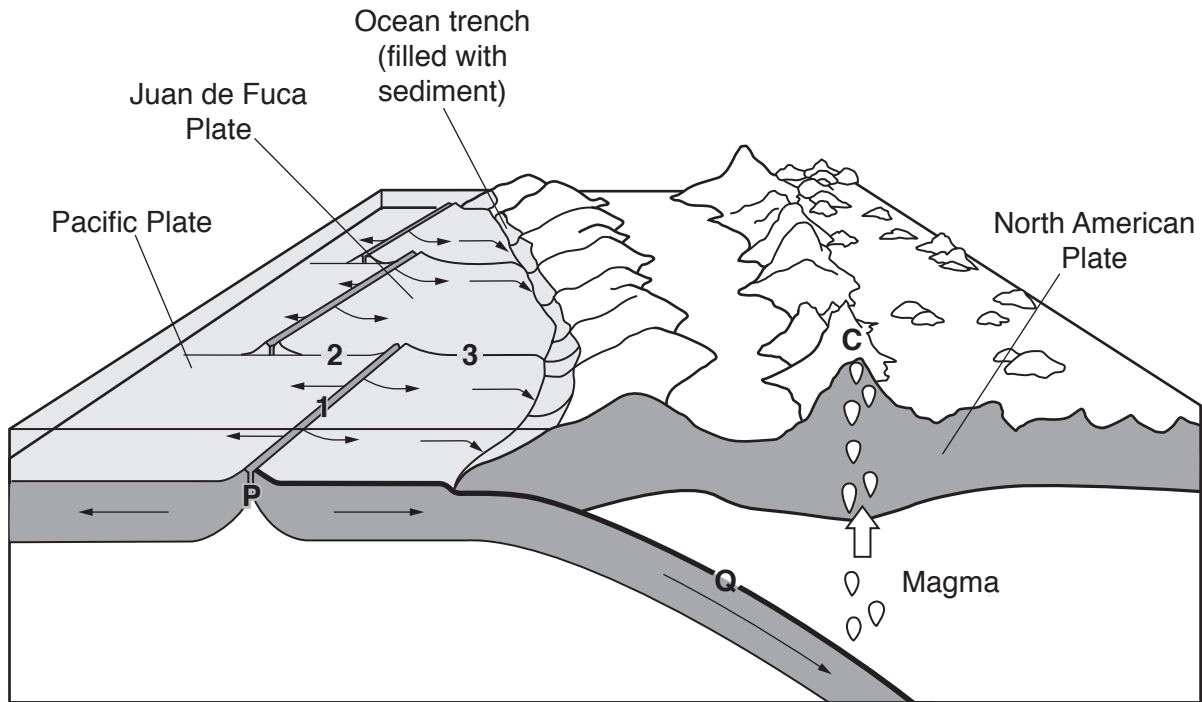 Ocean trench
(filled with
sediment)
Juan de Fuca
Plate
Pacific Plate
North American
Plate
C
2
3
1
P
Q
Magma